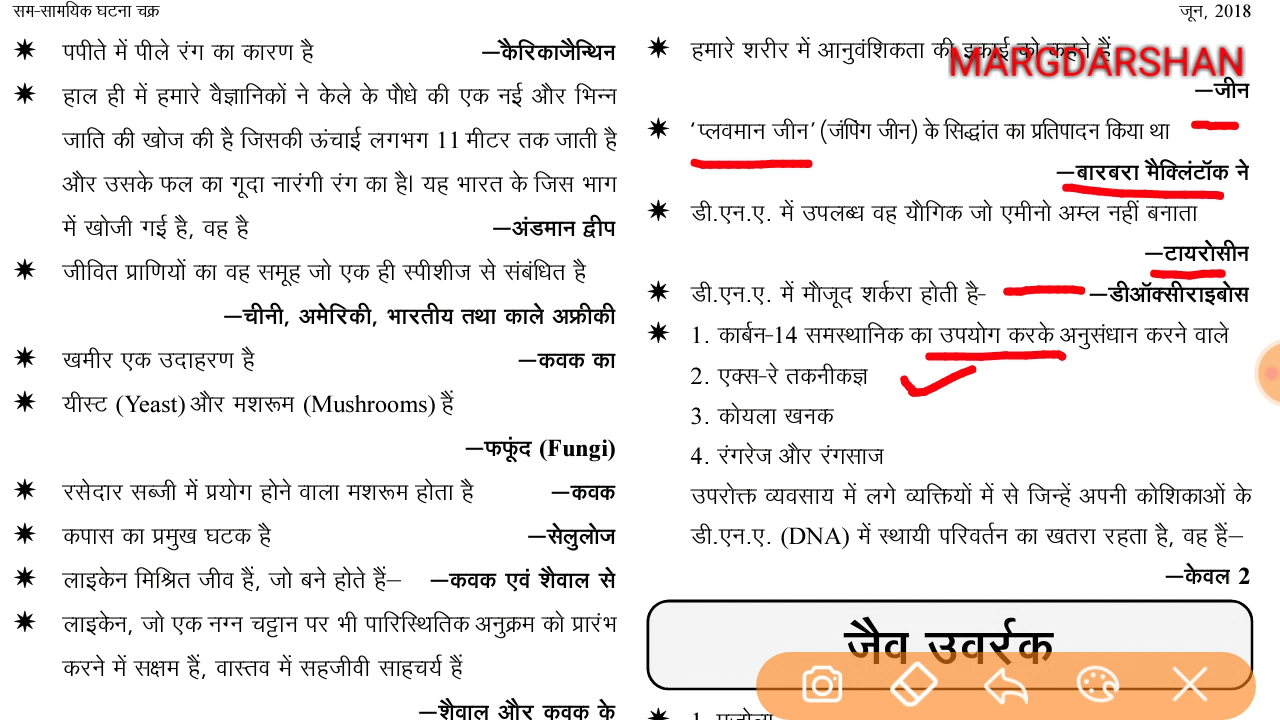 सम-सामयिक घटना चक्र
जून, 2018
✷ पपीते में पीले रंग का कारण है —कैरिकाजैन्थिन
✷ हाल ही में हमारे वैज्ञानिकों ने केले के पौधे की एक नई और भिन्न
जाति की खोज की है जिसकी ऊंचाई लगभग 11 मीटर तक जाती है
और उसके फल का गूदा नारंगी रंग का है। यह भारत के जिस भाग
में खोजी गई है, वह है —अंडमान द्वीप
✷ जीवित प्राणियों का वह समूह जो एक ही स्पीशीज से संबंधित है
—चीनी, अमेरिकी, भारतीय तथा काले अफ्रीकी
✷ खमीर एक उदाहरण है —कवक का
✷ यीस्ट (Yeast) और मशरूम (Mushrooms) हैं
—फफूंद (Fungi)
✷ रसेदार सब्जी में प्रयोग होने वाला मशरूम होता है —कवक
✷ कपास का प्रमुख घटक है —सेलुलोज
✷ लाइकेन मिश्रित जीव हैं, जो बने होते हैं– —कवक एवं शैवाल से
✷ लाइकेन, जो एक नग्न चट्टान पर भी पारिस्थितिक अनुक्रम को प्रारंभ
करने में सक्षम हैं, वास्तव में सहजीवी साहचर्य हैं
—शैवाल और कवक के
✷ हमारे शरीर में आनुवंशिकता की इकाई को कहते हैं
MARGDARSHAN
—जीन
✷ ‘प्लवमान जीन’ (जंपिंग जीन) के सिद्धांत का प्रतिपादन किया था
—बारबरा मैक्लिंटॉक ने
✷ डी.एन.ए. में उपलब्ध वह यौगिक जो एमीनो अम्ल नहीं बनाता
—टायरोसीन
✷ डी.एन.ए. में मौजूद शर्करा होती है- —डीऑक्सीराइबोस
✷ 1. कार्बन-14 समस्थानिक का उपयोग करके अनुसंधान करने वाले
2. एक्स-रे तकनीकज्ञ
3. कोयला खनक
4. रंगरेज और रंगसाज
उपरोक्त व्यवसाय में लगे व्यक्तियों में से जिन्हें अपनी कोशिकाओं के
डी.एन.ए. (DNA) में स्थायी परिवर्तन का खतरा रहता है, वह हैं–
—केवल 2
जैव उवर्रक
✷ 1. एजोला